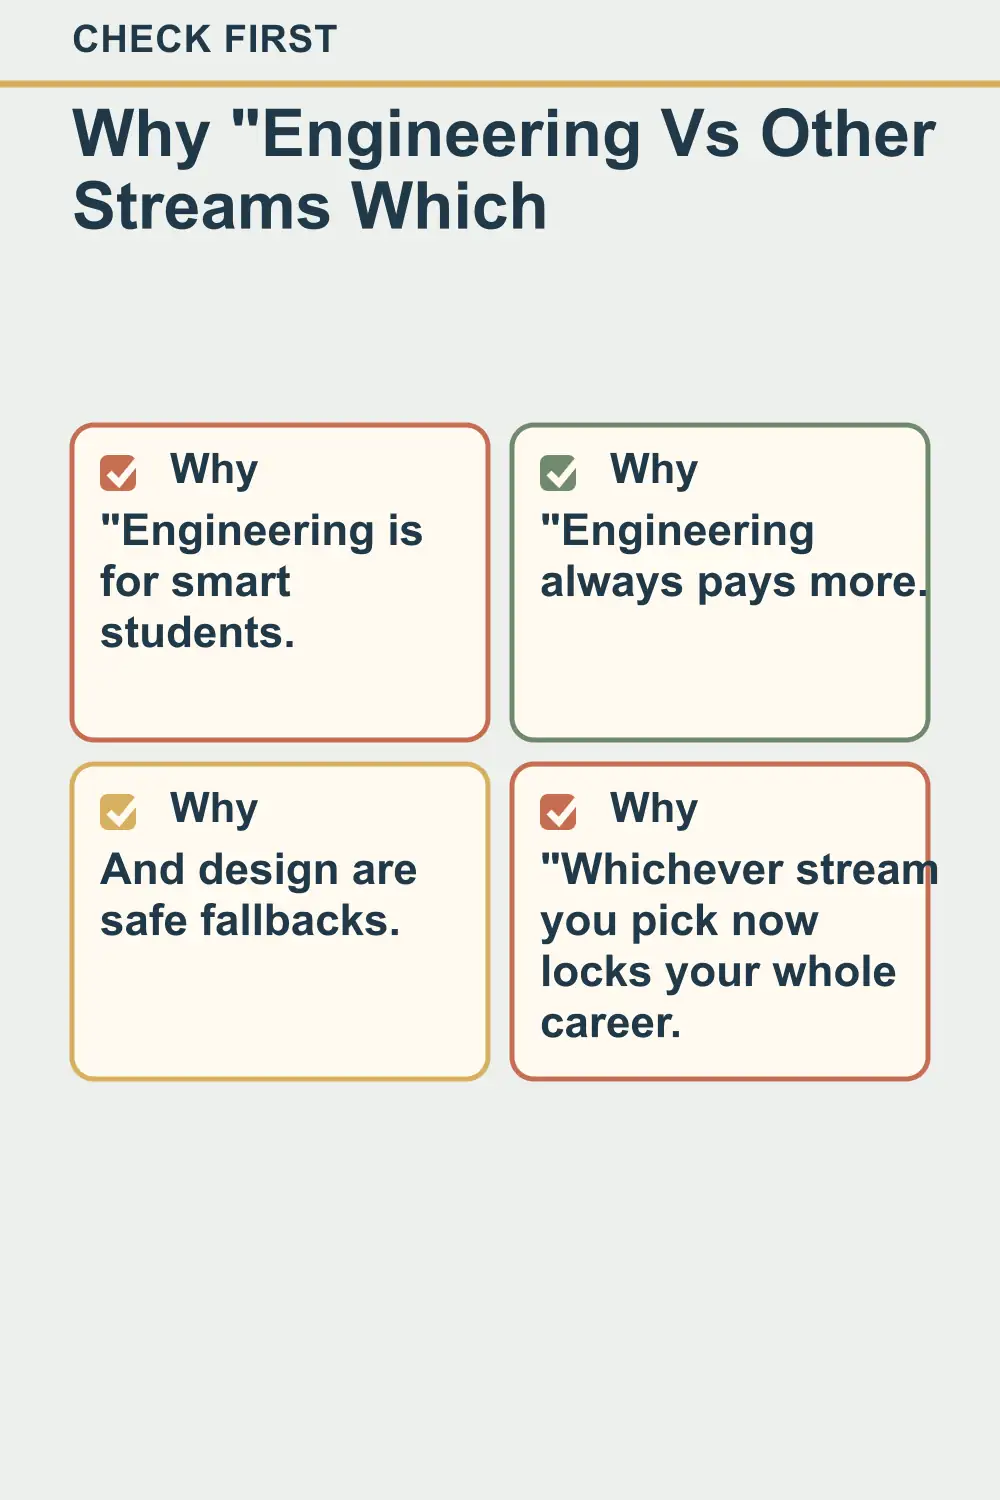 CHECK FIRST
Why "Engineering Vs Other
Streams Which
Why
"Engineering is
for smart
students.
Why
"Engineering
always pays more.
Why
And design are
safe fallbacks.
Why
"Whichever stream
you pick now
locks your whole
career.